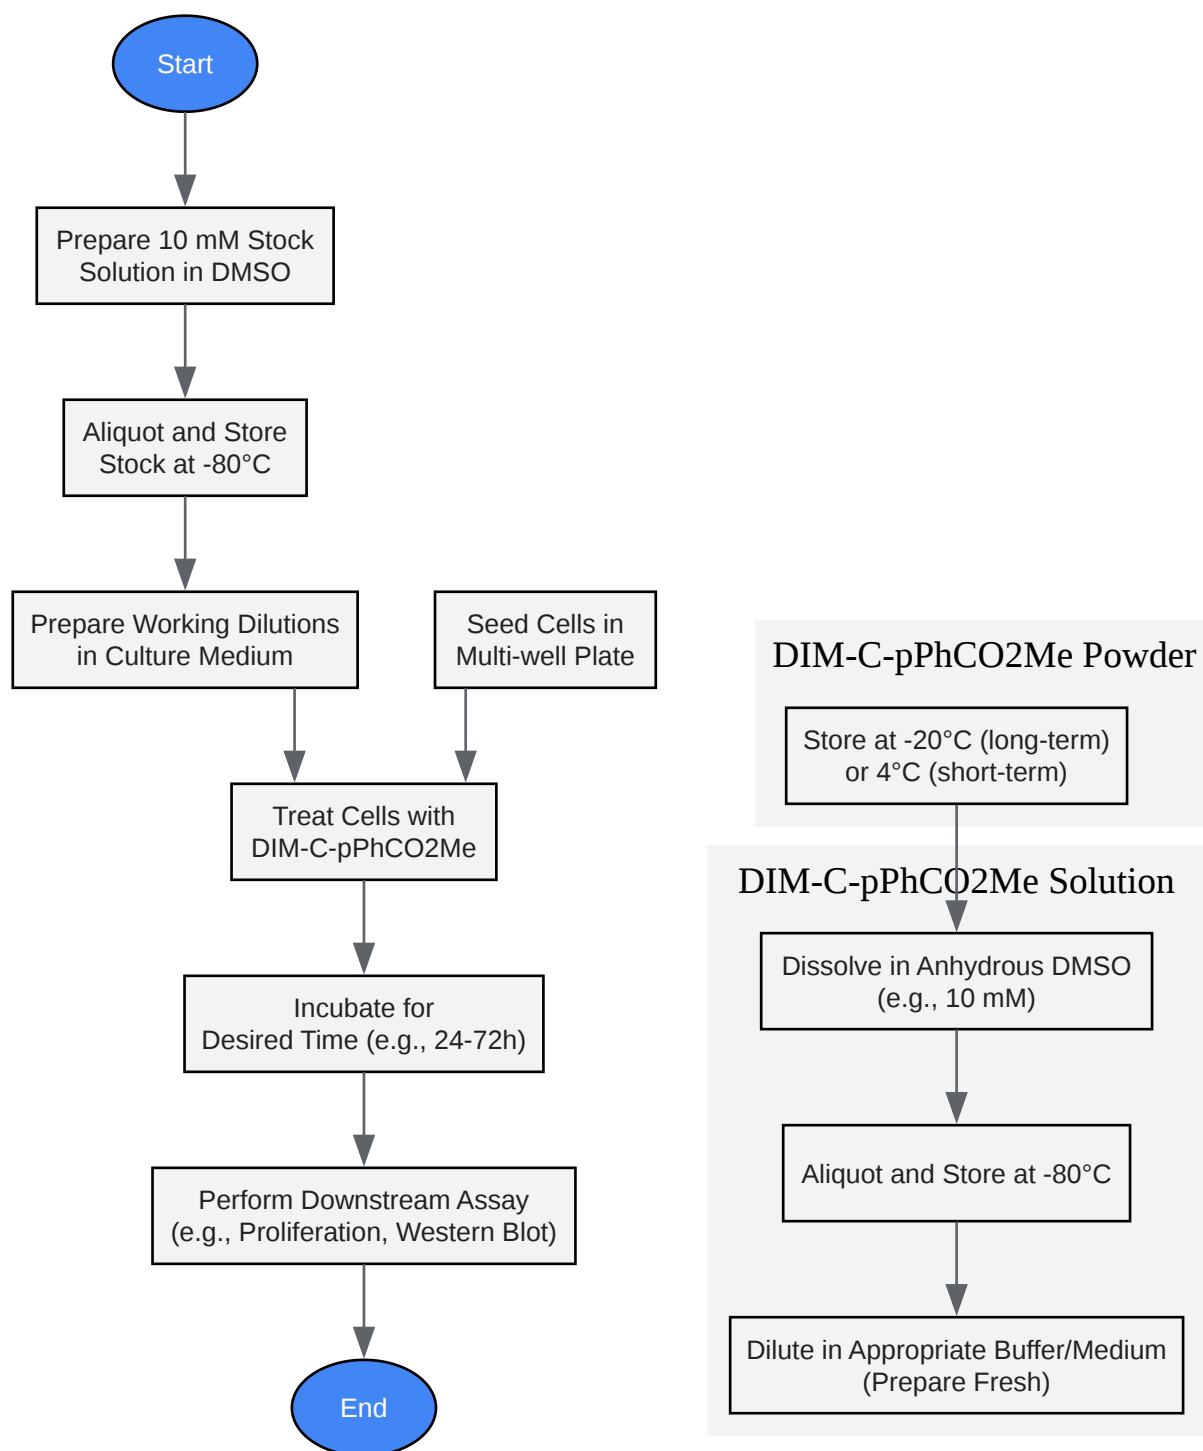 Start
Prepare 10 mM Stock
Solution in DMSO
Aliquot and Store
Stock at -80°C
Prepare Working Dilutions
in Culture Medium
Seed Cells in
Multi-well Plate
Treat Cells with
DIM-C-pPhCO2Me
Incubate for
Desired Time (e.g., 24-72h)
Perform Downstream Assay
(e.g., Proliferation, Western Blot)
End
DIM-C-pPhCO2Me Powder
Store at -20°C (long-term)
or 4°C (short-term)
DIM-C-pPhCO2Me Solution
Dissolve in Anhydrous DMSO
(e.g., 10 mM)
Aliquot and Store at -80°C
Dilute in Appropriate Buffer/Medium
(Prepare Fresh)